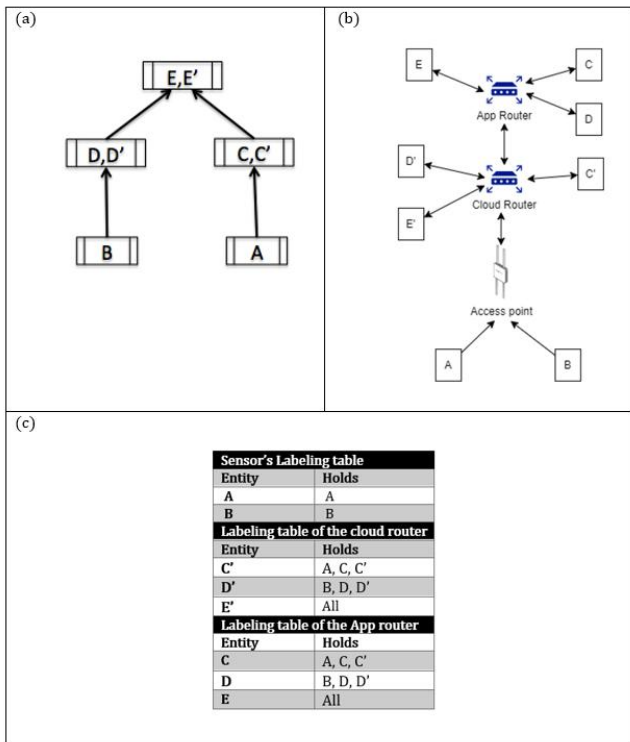 (a)
E,E’
D,D’ C,C’
B A
(b)
E C
App Router D
D' C'
Cloud Router
E'
Access point
A B
(c)
Sensor’s Labeling table
Entity Holds
A A
B B
Labeling table of the cloud router
Entity Holds
C’ A, C, C’
D’ B, D, D’
E’ All
Labeling table of the App router
Entity Holds
C A, C, C’
D B, D, D’
E All